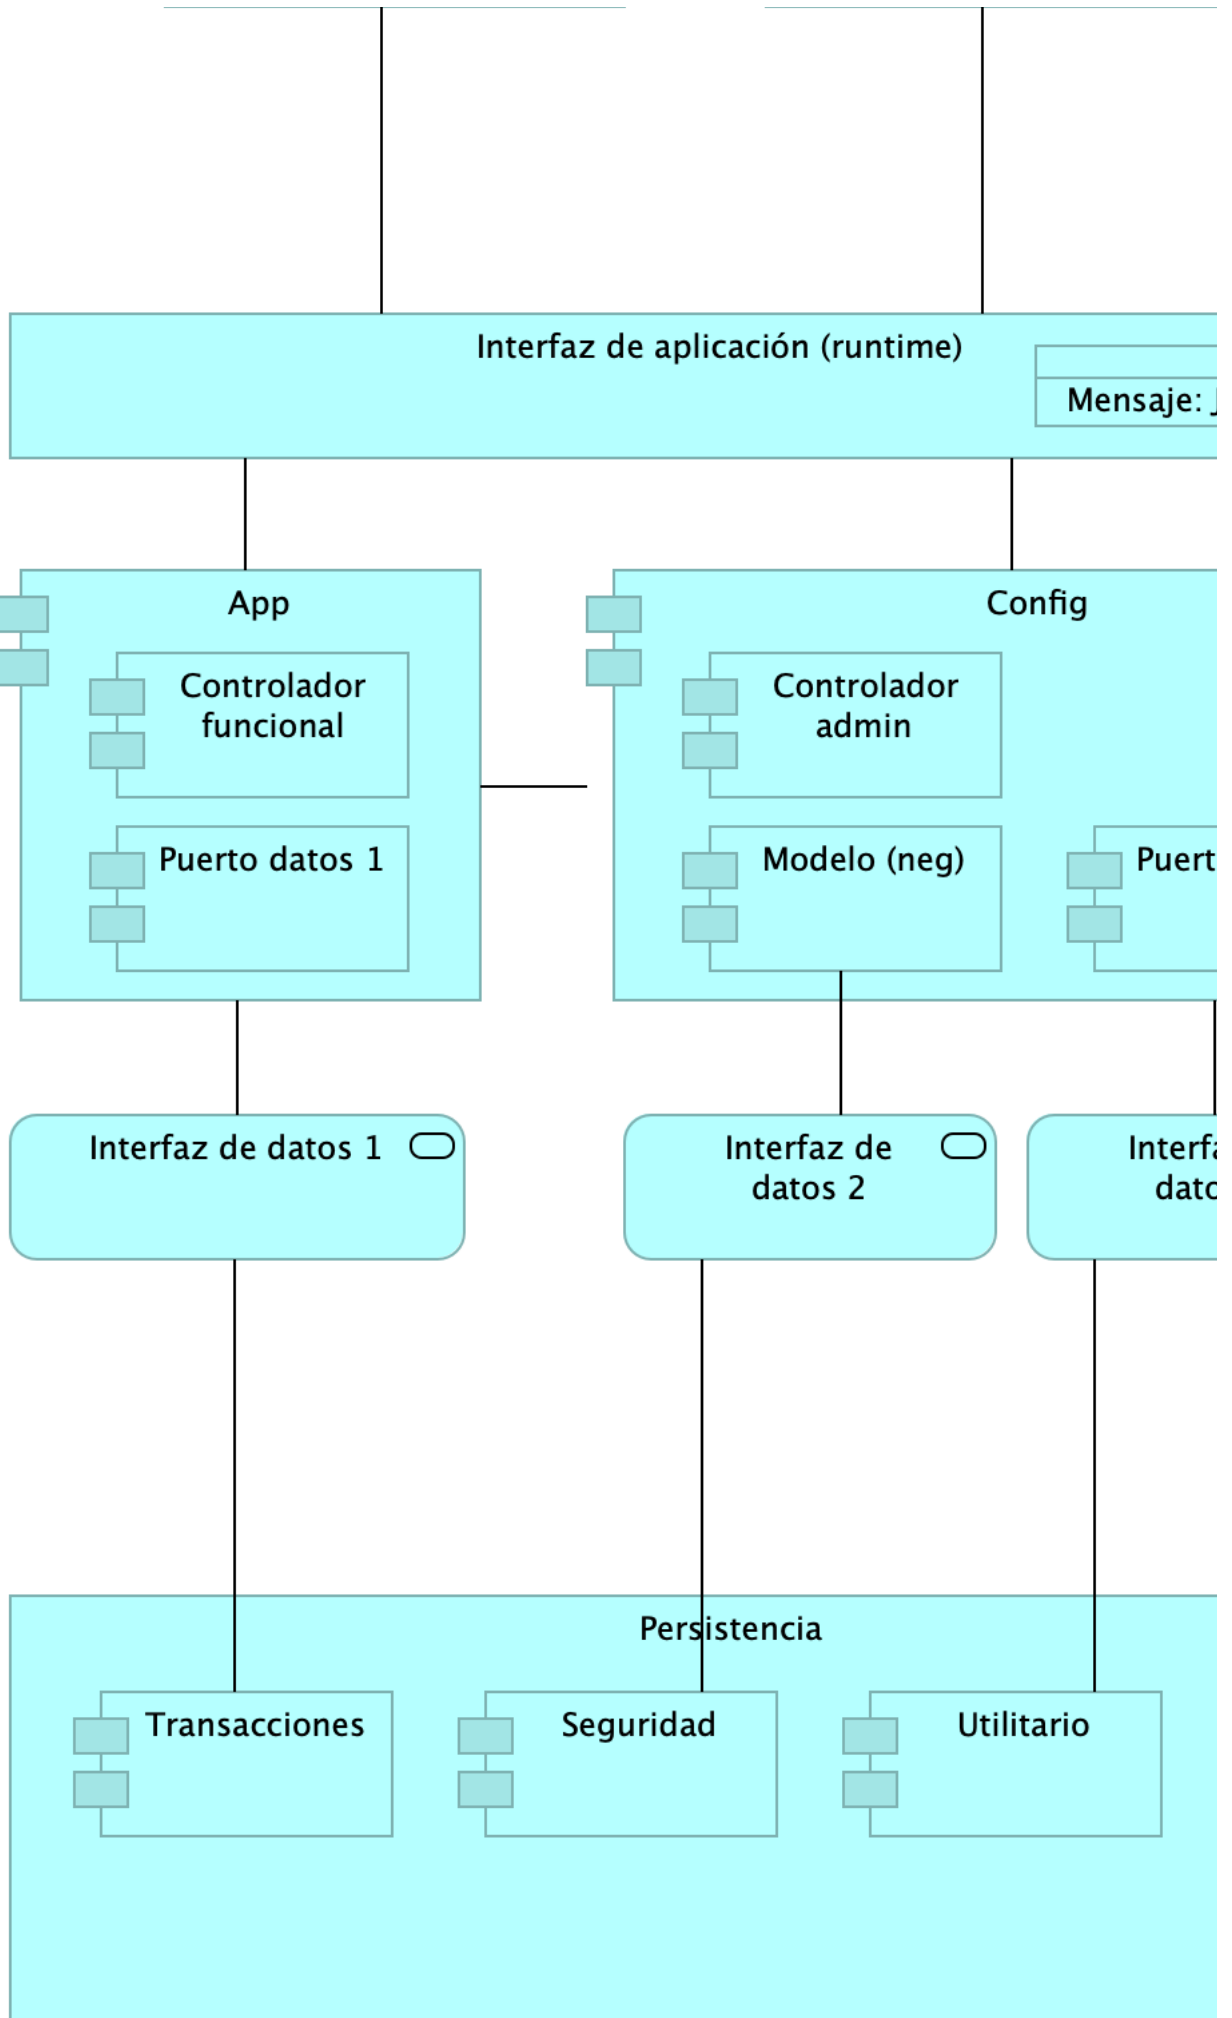 Interfaz de aplicación (runtime)
Mensaje:
App
Config
Controlador
funcional
Controlador
admin
Puerto datos 1
Modelo (neg)
Interfaz de datos 1
Interfaz de
datos 2
Persistencia
Transacciones
Seguridad
Utilitario